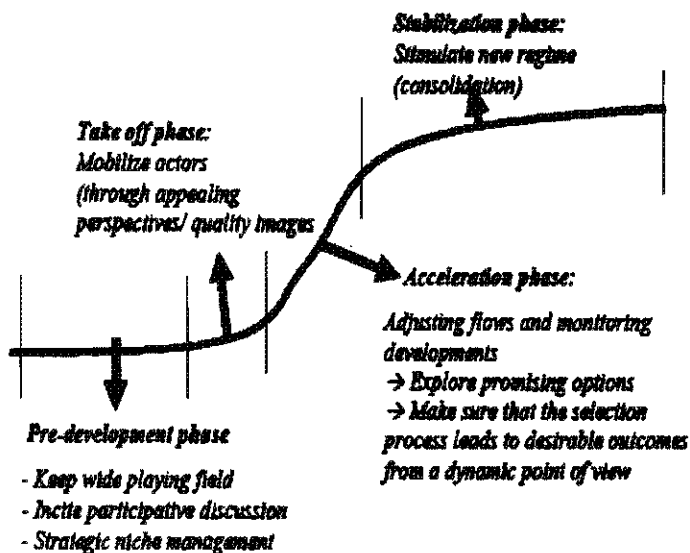 Stabilization phase:
Stimulate new regime
(consolidation)
Take off phase:
Mobilize actors
(through appealing
perspectives/ quality images
Acceleration phase:
Adjusting flows and monitoring
developments
→ Explore promising options
→ Make sure that the selection
process leads to desirable outcomes
from a dynamic point of view
Pre-development phase
- Keep wide playing field
- Incite participative discussion
- Strategic niche management